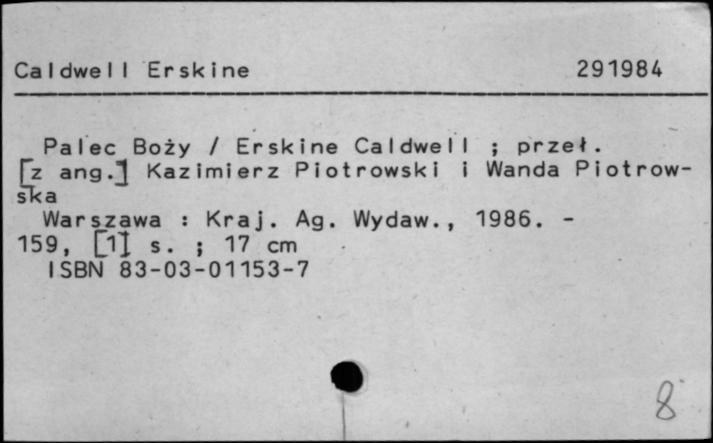 Caldwell Erskine 291984
Palec Boży / Erskine Caldwell ; przeł.
[z ang.] Kazimierz Piotrowski i Wanda Piotrow-
ska
Warszawa : Kraj. Ag. Wydaw., 1986. -
159, [1] s. ; 17 cm
ISBN 83-03-01153-7
8